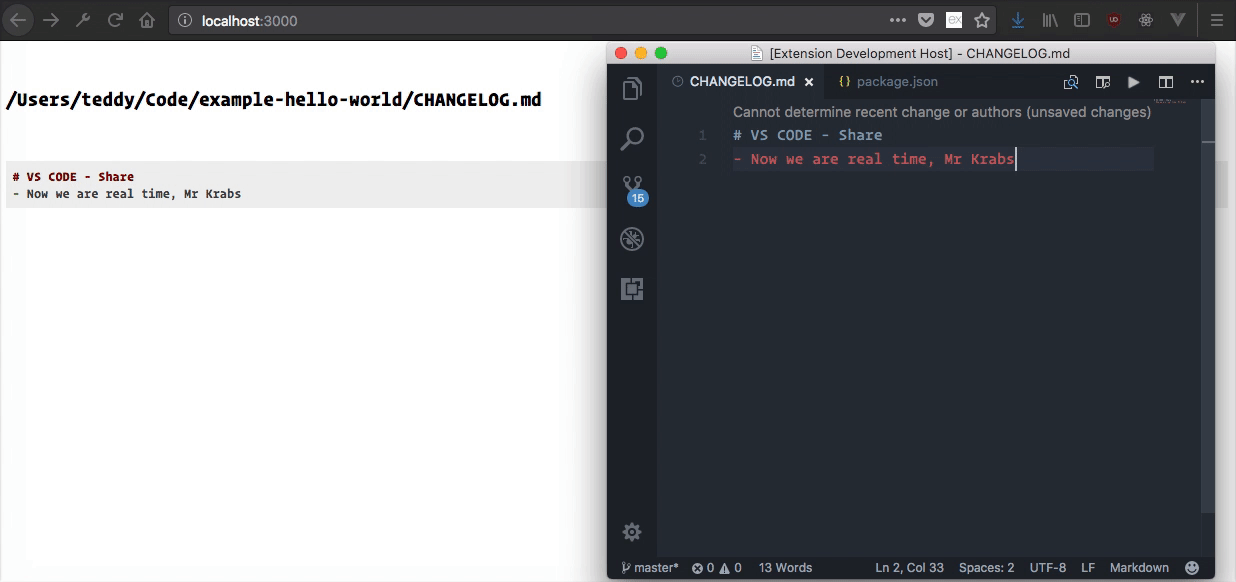 localhost:3000
/Users/teddy/Code/example-hello-world/CHANGELOG.md
# VS CODE - Share
- Now we are real time, Mr Krabs
[Extension Development Host] - CHANGELOG.md
CHANGELOG.md
{} package.json
Cannot determine recent change or authors (unsaved changes)
1 # VS CODE - Share
2 - Now we are real time, Mr Krabs
15
master* 0 0 13 Words Ln 2, Col 33 Spaces: 2 UTF-8 LF Markdown